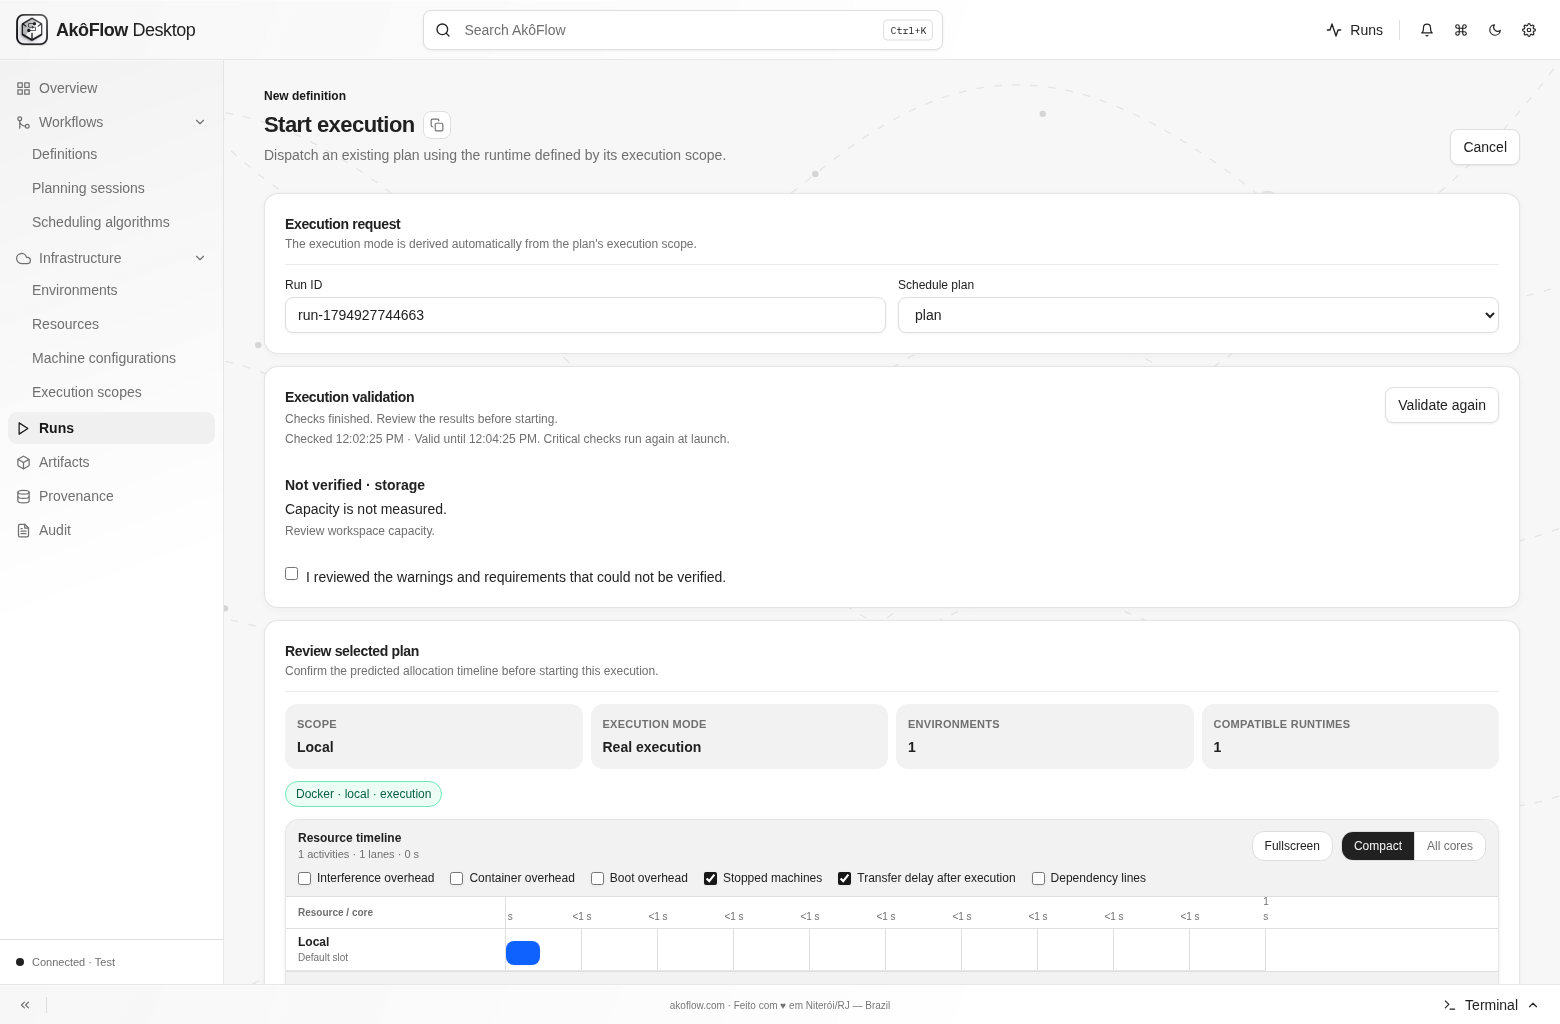 AkôFlow Desktop
Search AkôFlow
Ctrl+K
Runs
Overview
Workflows
Definitions
Planning sessions
Scheduling algorithms
Infrastructure
Environments
Resources
Machine configurations
Execution scopes
Runs
Artifacts
Provenance
Audit
Connected · Test
New definition
Start execution
Dispatch an existing plan using the runtime defined by its execution scope.
Cancel
Execution request
The execution mode is derived automatically from the plan's execution scope.
Run ID
Schedule plan
run-1794927744663
plan
Execution validation
Checks finished. Review the results before starting.
Checked 12:02:25 PM · Valid until 12:04:25 PM. Critical checks run again at launch.
Validate again
Not verified · storage
Capacity is not measured.
Review workspace capacity.
I reviewed the warnings and requirements that could not be verified.
Review selected plan
Confirm the predicted allocation timeline before starting this execution.
SCOPE
Local
EXECUTION MODE
Real execution
ENVIRONMENTS
1
COMPATIBLE RUNTIMES
1
Docker · local · execution
Resource timeline
1 activities · 1 lanes · 0 s
Fullscreen
Compact
All cores
Interference overhead
Container overhead
Boot overhead
Stopped machines
Transfer delay after execution
Dependency lines
Resource / core
s <1 s <1 s <1 s <1 s <1 s <1 s <1 s <1 s <1 s 1 s
Local
Default slot
akoflow.com · Feito com ♥ em Niterói/RJ — Brazil
Terminal